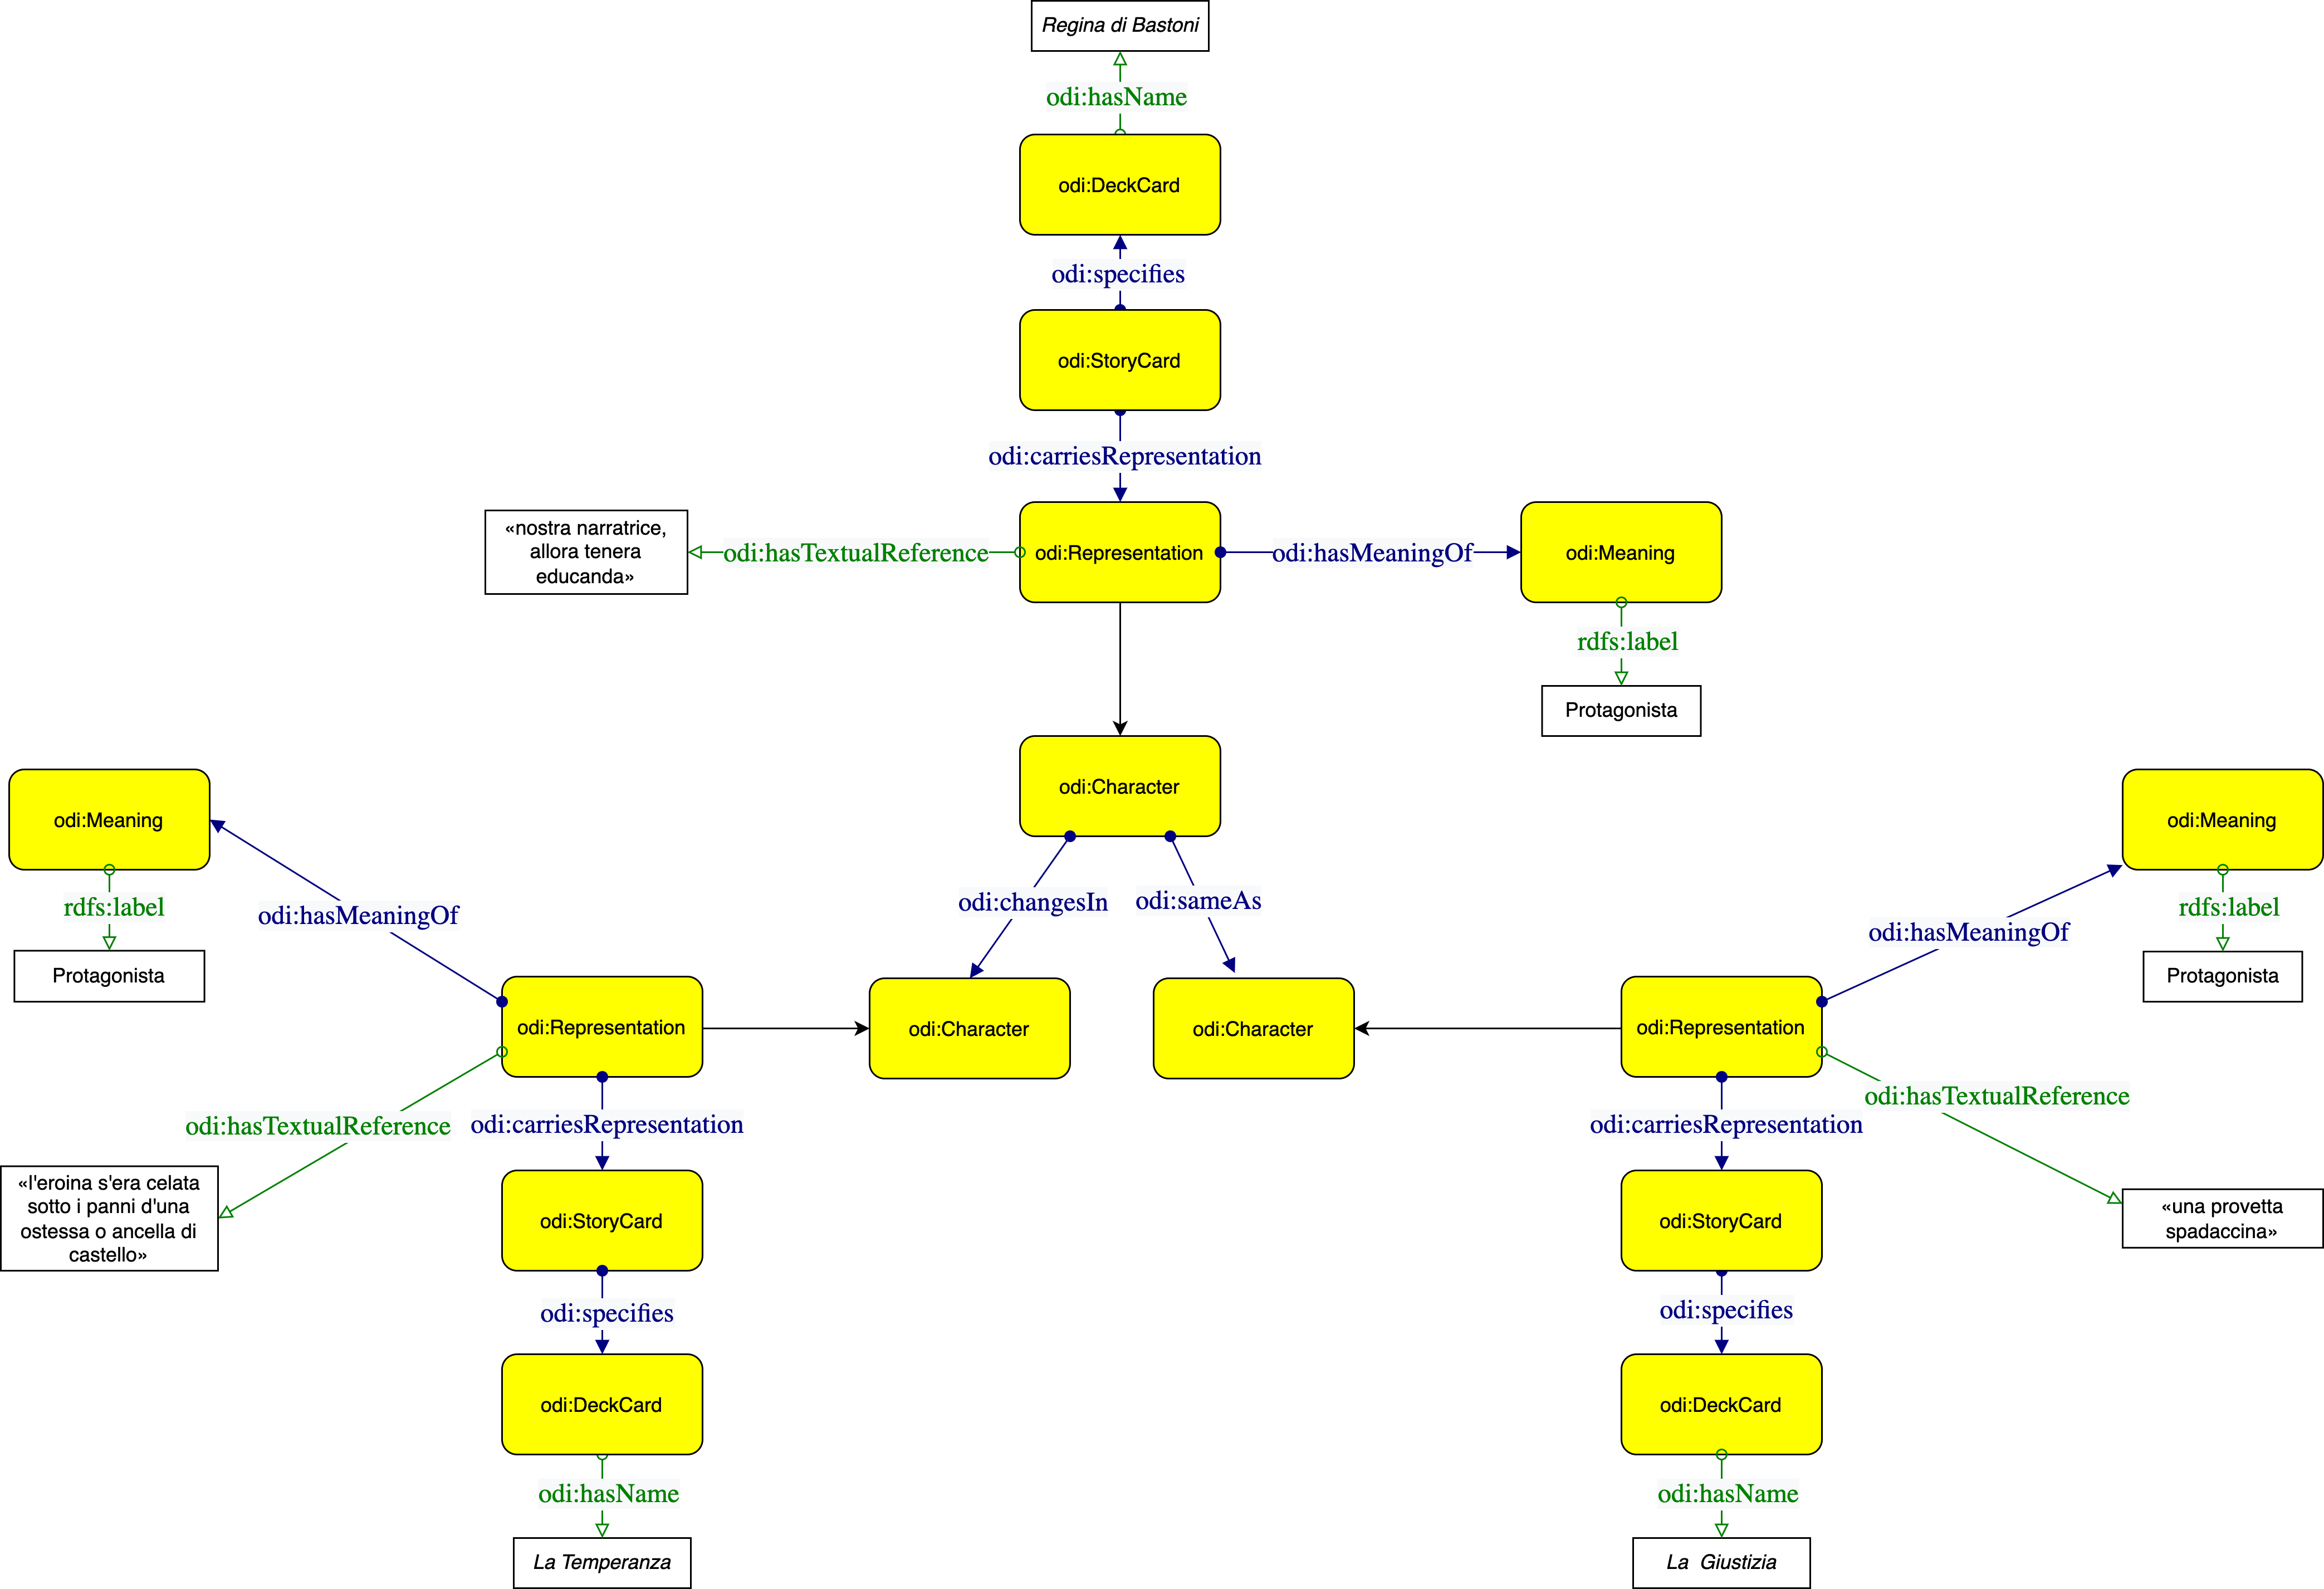 Regina di Bastoni
odi:hasName
odi:DeckCard
odi:specifies
odi:StoryCard
odi:carriesRepresentation
«nostra narratrice,
allora tenera
educanda»
odi:hasTextualReference
odi:Representation
odi:hasMeaningOf
odi:Meaning
rdfs:label
Protagonista
odi:Character
odi:changesIn
odi:sameAs
odi:Meaning
rdfs:label
Protagonista
odi:hasMeaningOf
odi:Representation
odi:Character
odi:hasTextualReference
«l'eroina s'era celata
sotto i panni d'una
ostessa o ancella di
castello»
odi:carriesRepresentation
odi:StoryCard
odi:specifies
odi:DeckCard
odi:hasName
La Temperanza
odi:Character
odi:Representation
odi:hasMeaningOf
odi:Meaning
rdfs:label
Protagonista
odi:hasTextualReference
«una provetta
spadaccina»
odi:carriesRepresentation
odi:StoryCard
odi:specifies
odi:DeckCard
odi:hasName
La  Giustizia